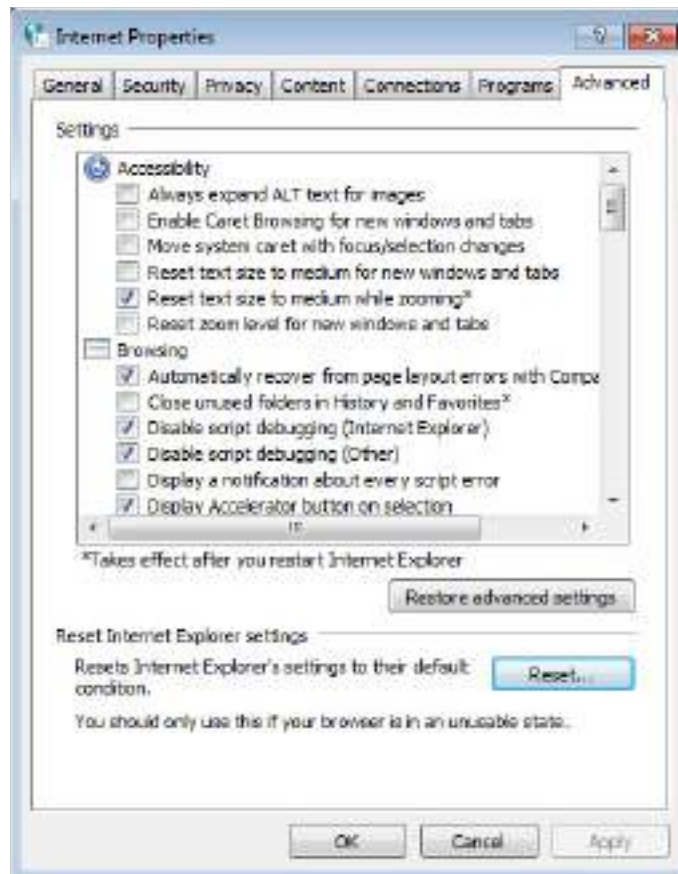 Internet Properties
General Security Privacy Content Connections Programs Advanced
Settings
Accessibility
Always expand ALT text for images
Enable Caret Browsing for new windows and tabs
Move system caret with focus/selection changes
Reset text size to medium for new windows and tabs
Reset text size to medium while zooming*
Reset zoom level for new windows and tabs
Browsing
Automatically recover from page layout errors with Compa
Close unused folders in History and Favorites*
Disable script debugging (Internet Explorer)
Disable script debugging (Other)
Display a notification about every script error
Display Accelerator button on selection
*Takes effect after you restart Internet Explorer
Restore advanced settings
Reset Internet Explorer settings
Resets Internet Explorer's settings to their default
condition.
Reset...
You should only use this if your browser is in an unusable state.
OK Cancel Apply